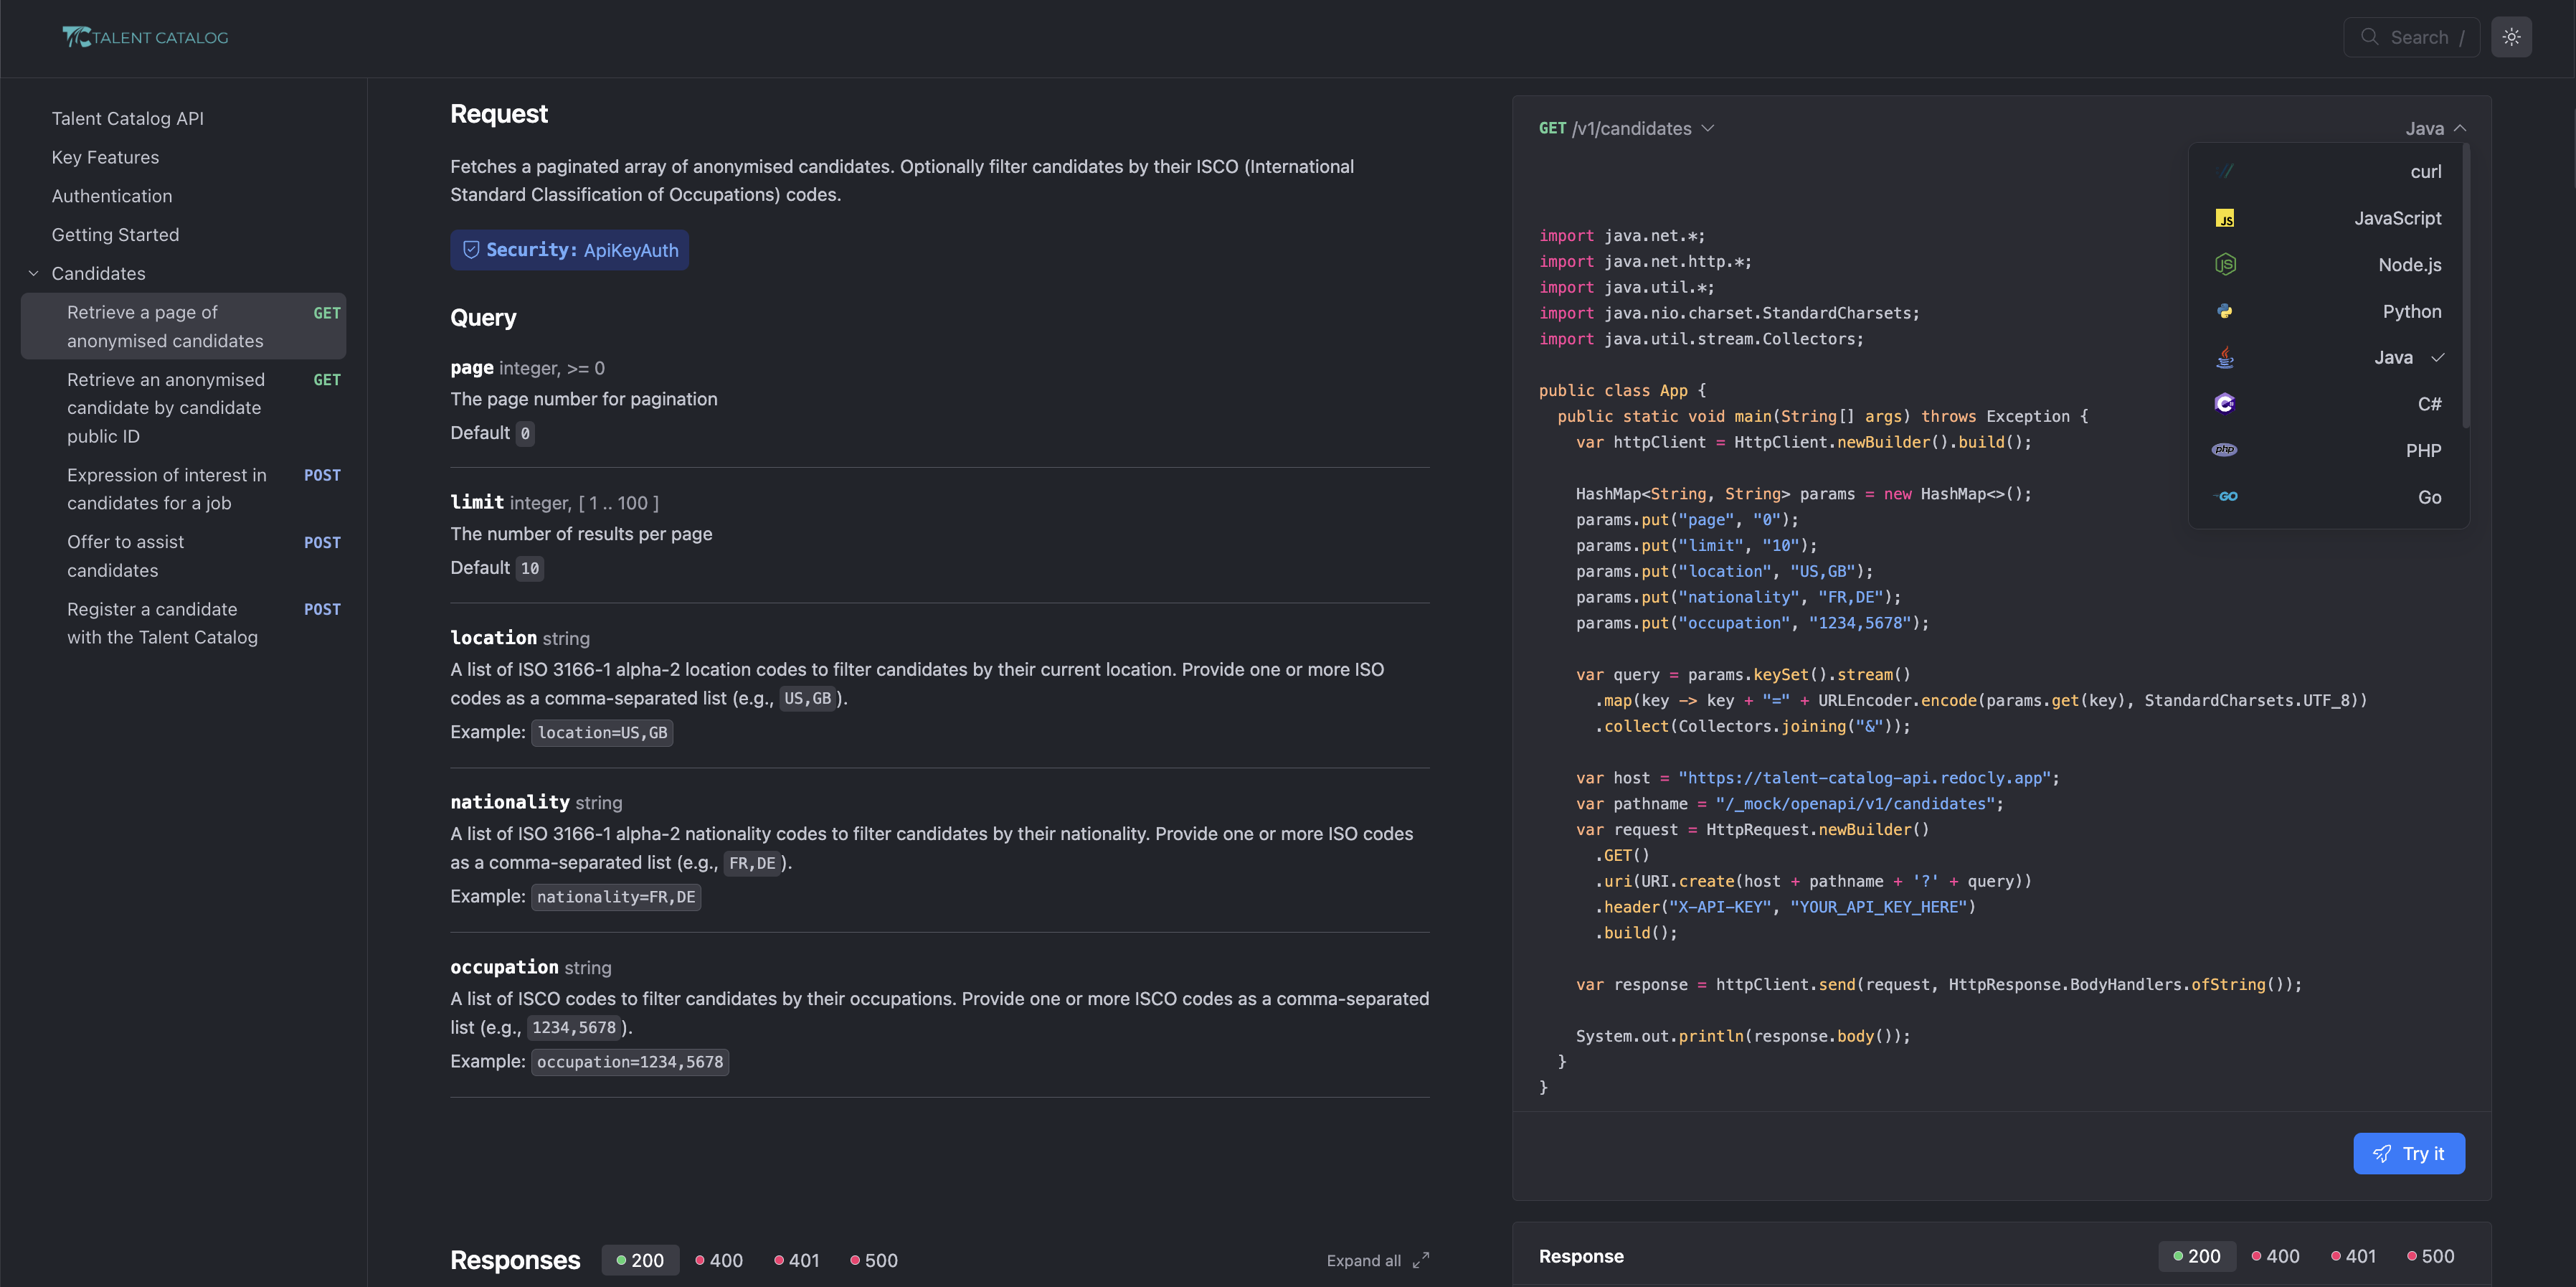 TC TALENT CATALOG
Search /
Talent Catalog API
Key Features
Authentication
Getting Started
Candidates
Retrieve a page of GET
anonymised candidates
Retrieve an anonymised GET
candidate by candidate
public ID
Expression of interest in POST
candidates for a job
Offer to assist POST
candidates
Register a candidate POST
with the Talent Catalog
Request
Fetches a paginated array of anonymised candidates. Optionally filter candidates by their ISCO (International
Standard Classification of Occupations) codes.
Security: ApiKeyAuth
Query
page integer, >= 0
The page number for pagination
Default 0
limit integer, [ 1 .. 100 ]
The number of results per page
Default 10
location string
A list of ISO 3166-1 alpha-2 location codes to filter candidates by their current location. Provide one or more ISO
codes as a comma-separated list (e.g., US,GB).
Example: location=US,GB
nationality string
A list of ISO 3166-1 alpha-2 nationality codes to filter candidates by their nationality. Provide one or more ISO codes
as a comma-separated list (e.g., FR,DE).
Example: nationality=FR,DE
occupation string
A list of ISCO codes to filter candidates by their occupations. Provide one or more ISCO codes as a comma-separated
list (e.g., 1234,5678).
Example: occupation=1234,5678
Responses 200 400 401 500 Expand all
GET /v1/candidates Java
curl
JS JavaScript
JS Node.js
Python
Java
C C#
php PHP
GO Go
import java.net.*;
import java.net.http.*;
import java.util.*;
import java.nio.charset.StandardCharsets;
import java.util.stream.Collectors;
public class App {
public static void main(String[] args) throws Exception {
var httpClient = HttpClient.newBuilder().build();
HashMap<String, String> params = new HashMap<>();
params.put("page", "0");
params.put("limit", "10");
params.put("location", "US,GB");
params.put("nationality", "FR,DE");
params.put("occupation", "1234,5678");
var query = params.keySet().stream()
.map(key -> key + "=" + URLEncoder.encode(params.get(key), StandardCharsets.UTF_8))
.collect(Collectors.joining("&"));
var host = "https://talent-catalog-api.redocly.app";
var pathname = "/_mock/openapi/v1/candidates";
var request = HttpRequest.newBuilder()
.GET()
.uri(URI.create(host + pathname + '?' + query))
.header("X-API-KEY", "YOUR_API_KEY_HERE")
.build();
var response = httpClient.send(request, HttpResponse.BodyHandlers.ofString());
System.out.println(response.body());
}
}
Try it
Response 200 400 401 500